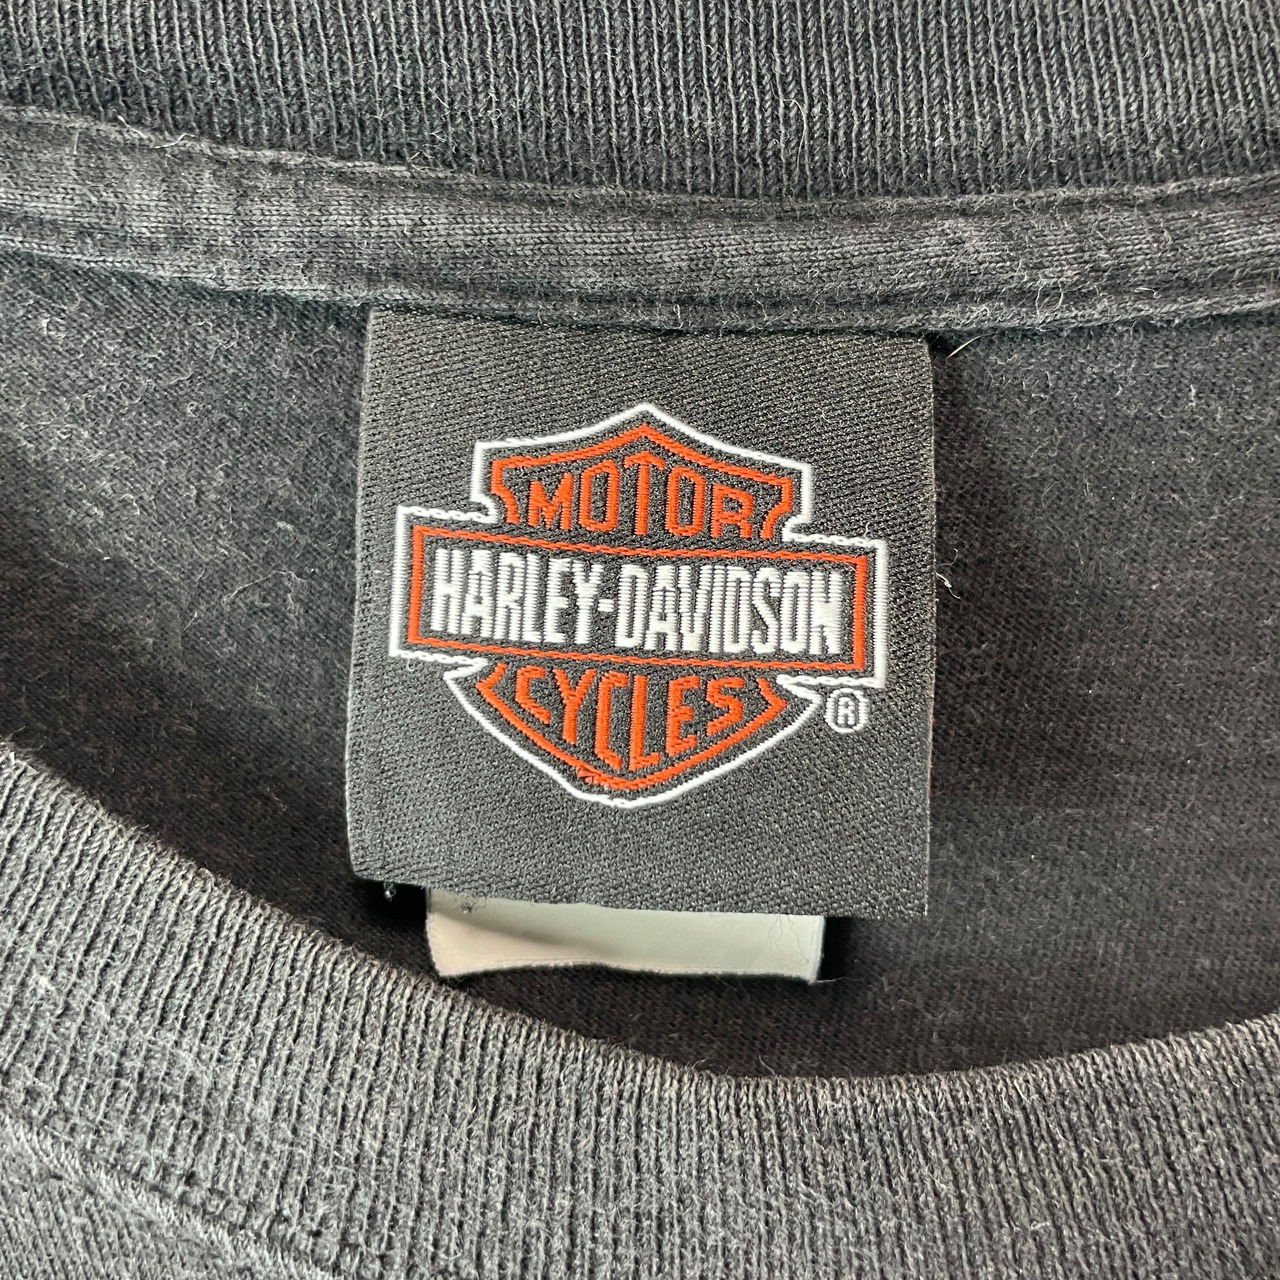 MOTOR
HARLEY-DAVIDSON
CYCLES
®